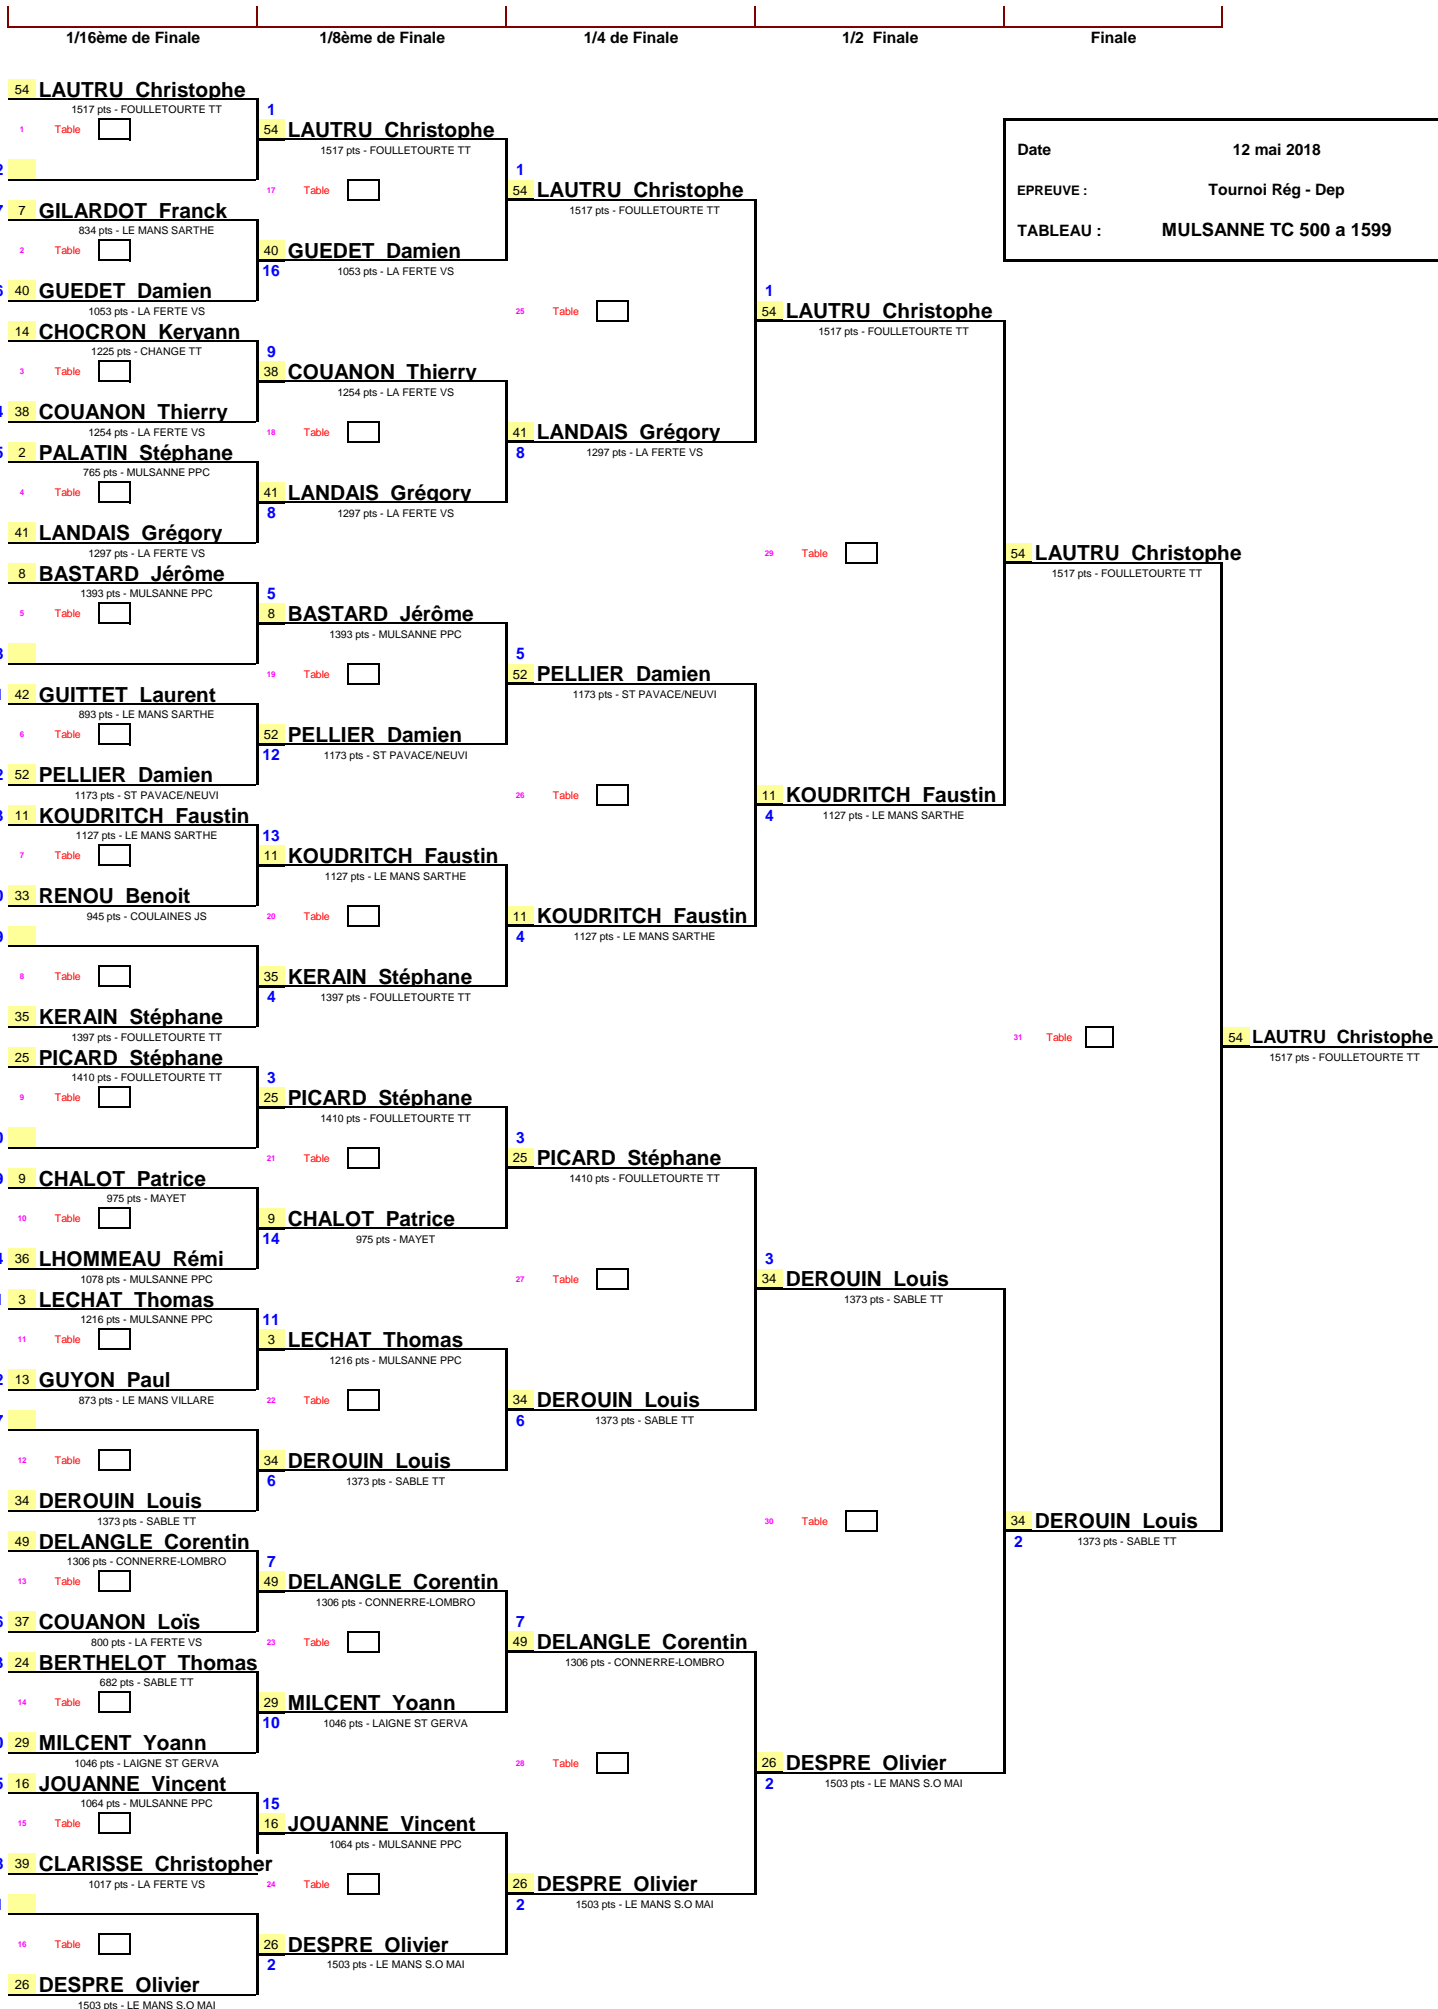 1/16ème de Finale
1/8ème de Finale
1/4 de Finale
1/2 Finale
Finale
Date 12 mai 2018
EPREUVE : Tournoi Rég - Dep
TABLEAU : MULSANNE TC 500 a 1599
54 LAUTRU Christophe
1517 pts - FOULLETOURTE TT
1 Table
2
7 7 GILARDOT Franck
834 pts - LE MANS SARTHE
2 Table
6 40 GUEDET Damien
1053 pts - LA FERTE VS
14 CHOCRON Keryann
1225 pts - CHANGE TT
3 Table
4 38 COUANON Thierry
1254 pts - LA FERTE VS
5 2 PALATIN Stéphane
765 pts - MULSANNE PPC
4 Table
41 LANDAIS Grégory
1297 pts - LA FERTE VS
8 BASTARD Jérôme
1393 pts - MULSANNE PPC
5 Table
42 GUITTET Laurent
893 pts - LE MANS SARTHE
6 Table
2 52 PELLIER Damien
1173 pts - ST PAVACE/NEUVI
3 11 KOUDRITCH Faustin
1127 pts - LE MANS SARTHE
7 Table
0 33 RENOU Benoit
945 pts - COULAINES JS
9
8 Table
35 KERAIN Stéphane
1397 pts - FOULLETOURTE TT
25 PICARD Stéphane
1410 pts - FOULLETOURTE TT
9 Table
0
9 9 CHALOT Patrice
975 pts - MAYET
10 Table
4 36 LHOMMEAU Rémi
1078 pts - MULSANNE PPC
3 LECHAT Thomas
1216 pts - MULSANNE PPC
11 Table
2 13 GUYON Paul
873 pts - LE MANS VILLARE
7
12 Table
34 DEROUIN Louis
1373 pts - SABLE TT
49 DELANGLE Corentin
1306 pts - CONNERRE-LOMBRO
13 Table
6 37 COUANON Loïs
800 pts - LA FERTE VS
3 24 BERTHELOT Thomas
682 pts - SABLE TT
14 Table
0 29 MILCENT Yoann
1046 pts - LAIGNE ST GERVA
5 16 JOUANNE Vincent
1064 pts - MULSANNE PPC
15 Table
8 39 CLARISSE Christopher
1017 pts - LA FERTE VS
16 Table
26 DESPRE Olivier
1503 pts - LE MANS S.O MAI
1
54 LAUTRU Christophe
1517 pts - FOULLETOURTE TT
17 Table
40 GUEDET Damien
16 1053 pts - LA FERTE VS
9
38 COUANON Thierry
1254 pts - LA FERTE VS
18 Table
41 LANDAIS Grégory
8 1297 pts - LA FERTE VS
5
8 BASTARD Jérôme
1393 pts - MULSANNE PPC
19 Table
52 PELLIER Damien
12 1173 pts - ST PAVACE/NEUVI
13
11 KOUDRITCH Faustin
1127 pts - LE MANS SARTHE
20 Table
35 KERAIN Stéphane
4 1397 pts - FOULLETOURTE TT
3
25 PICARD Stéphane
1410 pts - FOULLETOURTE TT
21 Table
9 CHALOT Patrice
14 975 pts - MAYET
11
3 LECHAT Thomas
1216 pts - MULSANNE PPC
22 Table
34 DEROUIN Louis
6 1373 pts - SABLE TT
7
49 DELANGLE Corentin
1306 pts - CONNERRE-LOMBRO
23 Table
29 MILCENT Yoann
10 1046 pts - LAIGNE ST GERVA
15
16 JOUANNE Vincent
1064 pts - MULSANNE PPC
24 Table
26 DESPRE Olivier
2 1503 pts - LE MANS S.O MAI
1
54 LAUTRU Christophe
1517 pts - FOULLETOURTE TT
25 Table
41 LANDAIS Grégory
8 1297 pts - LA FERTE VS
5
52 PELLIER Damien
1173 pts - ST PAVACE/NEUVI
26 Table
11 KOUDRITCH Faustin
4 1127 pts - LE MANS SARTHE
3
25 PICARD Stéphane
1410 pts - FOULLETOURTE TT
27 Table
34 DEROUIN Louis
6 1373 pts - SABLE TT
7
49 DELANGLE Corentin
1306 pts - CONNERRE-LOMBRO
28 Table
26 DESPRE Olivier
2 1503 pts - LE MANS S.O MAI
1
54 LAUTRU Christophe
1517 pts - FOULLETOURTE TT
29 Table
11 KOUDRITCH Faustin
4 1127 pts - LE MANS SARTHE
3
34 DEROUIN Louis
1373 pts - SABLE TT
30 Table
26 DESPRE Olivier
2 1503 pts - LE MANS S.O MAI
54 LAUTRU Christophe
1517 pts - FOULLETOURTE TT
31 Table
34 DEROUIN Louis
2 1373 pts - SABLE TT
54 LAUTRU Christophe
1517 pts - FOULLETOURTE TT